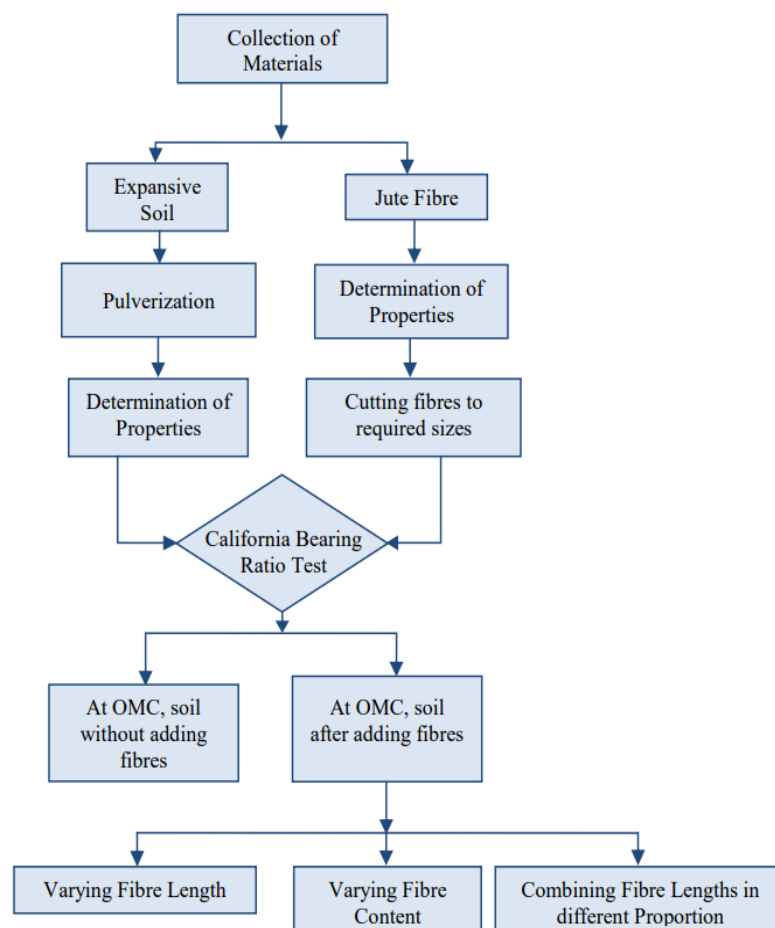 Collection of
Materials
Expansive
Soil
Jute Fibre
Pulverization
Determination of
Properties
Determination of
Properties
Cutting fibres to
required sizes
California Bearing
Ratio Test
At OMC, soil
without adding
fibres
At OMC, soil
after adding fibres
Varying Fibre Length
Varying Fibre
Content
Combining Fibre Lengths in
different Proportion